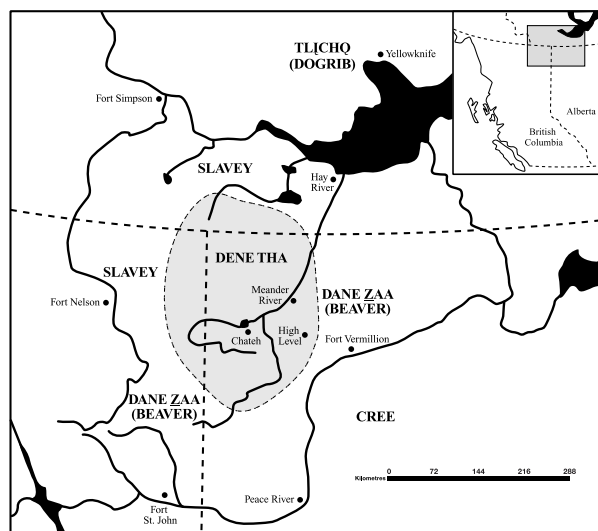 TŁĮCHǪ
(DOGRIB)
Yellowknife
Fort Simpson
Alberta
British
Columbia
SLAVEY
Hay
River
DENE THA
SLAVEY
Meander
River
DANE ZAA
(BEAVER)
Fort Nelson
Chateh
High
Level
Fort Vermillion
DANE ZAA
(BEAVER)
CREE
Kilometres
0 72 144 216 288
Fort
St. John
Peace River